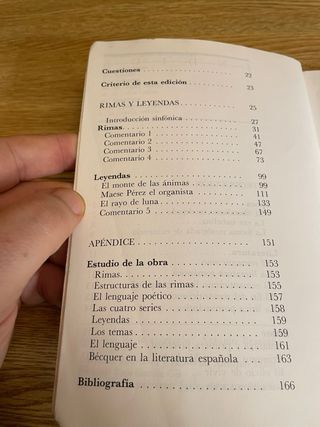 Cuestiones . . . . . . . . . . . . . . . . . . . . . . . . 22
Criterio de esta edición . . . . . . . . . . . . . . . 23
RIMAS Y LEYENDAS . . . . . . . . . . . . . . . . 25
Introducción sinfónica . . . . . . . . . . . . . . . 27
Rimas . . . . . . . . . . . . . . . . . . . . . . . . . . . 31
Comentario 1 . . . . . . . . . . . . . . . . . . . . . 41
Comentario 2 . . . . . . . . . . . . . . . . . . . . . 47
Comentario 3 . . . . . . . . . . . . . . . . . . . . . 67
Comentario 4 . . . . . . . . . . . . . . . . . . . . . 73
Leyendas . . . . . . . . . . . . . . . . . . . . . . . . 99
El monte de las ánimas . . . . . . . . . . . . . . 99
Maese Pérez el organista . . . . . . . . . . . . . 111
El rayo de luna . . . . . . . . . . . . . . . . . . . . 133
Comentario 5 . . . . . . . . . . . . . . . . . . . . . 149
APÉNDICE . . . . . . . . . . . . . . . . . . . . . . . 151
Estudio de la obra . . . . . . . . . . . . . . . . . . 153
Rimas. . . . . . . . . . . . . . . . . . . . . . . . . . . 153
Estructuras de las rimas . . . . . . . . . . . . . . 155
El lenguaje poético . . . . . . . . . . . . . . . . . 157
Las cuatro series . . . . . . . . . . . . . . . . . . . 158
Leyendas . . . . . . . . . . . . . . . . . . . . . . . . 159
Los temas . . . . . . . . . . . . . . . . . . . . . . . . 159
El lenguaje . . . . . . . . . . . . . . . . . . . . . . . 161
Bécquer en la literatura española . . . . . . . 163
Bibliografía . . . . . . . . . . . . . . . . . . . . . . 166